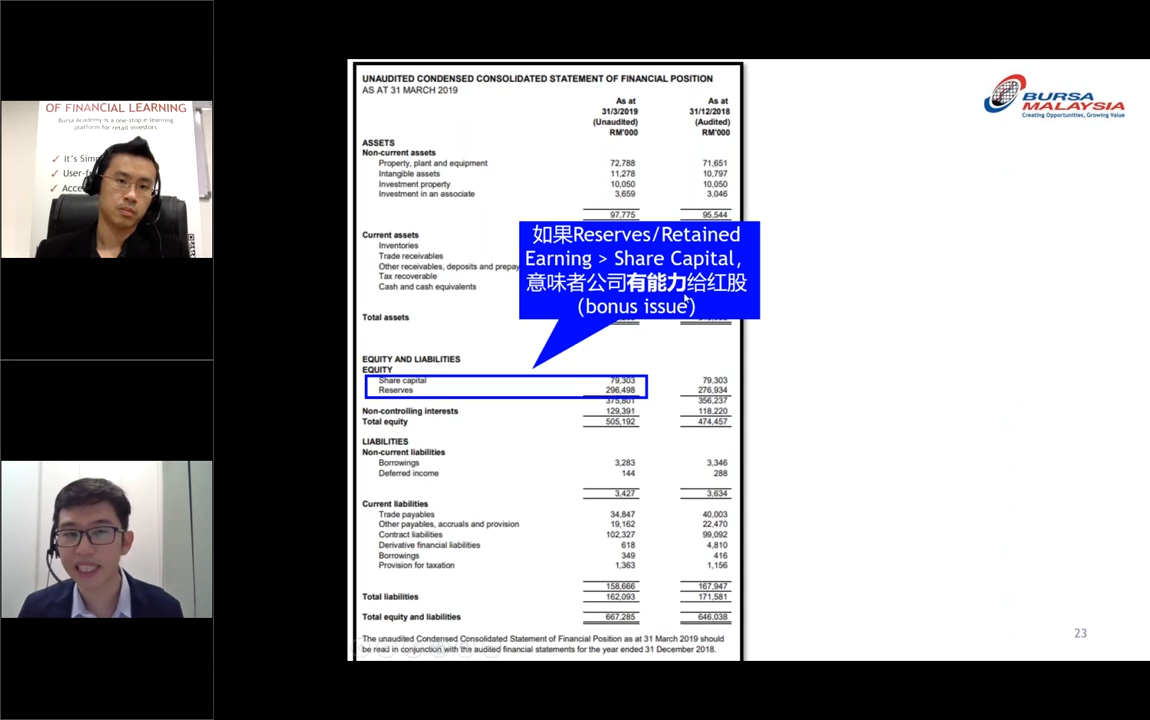 OF FINANCIAL LEARNING
Bursa Academy is a one-stop e-learning
platform for retail investors
✓ It's
✓
✓
UNAUDITED CONDENSED CONSOLIDATED STATEMENT OF FINANCIAL POSITION
AS AT 31 MARCH 2019
As at As at
31/3/2019 31/12/2018
(Unaudited) (Audited)
RM'000 RM'000
ASSETS
Non-current assets
Property, plant and equipment 72,788 71,651
Intangible assets 11,278 10,797
Investment property 10,050 10,050
Investment in an associate 3,659 3,046
97,775 95,544
Current assets
Inventories
Trade receivables
Other receivables, deposits and prepay
Tax recoverable
Cash and cash equivalents
Total assets
如果Reserves/Retained
Earning > Share Capital,
意味者公司有能力给红股
(bonus issue)
EQUITY AND LIABILITIES
EQUITY
Share capital 79,303 79,303
Reserves 296,498 276,934
375,801 356,237
Non-controlling interests 129,391 118,220
Total equity 505,192 474,457
LIABILITIES
Non-current liabilities
Borrowings 3,283 3,346
Deferred income 144 288
3,427 3,634
Current liabilities
Trade payables 34,847 40,003
Other payables, accruals and provision 19,162 22,470
Contract liabilities 102,327 99,092
Derivative financial liabilities 618 4,810
Borrowings 349 416
Provision for taxation 1,363 1,156
158,666 167,947
Total liabilities 162,093 171,581
Total equity and liabilities 667,285 646,038
The unaudited Condensed Consolidated Statement of Financial Position as at 31 March 2019 should
be read in conjunction with the audited financial statements for the year ended 31 December 2018.
BURSA
MALAYSIA
Creating Opportunities, Growing Value
23